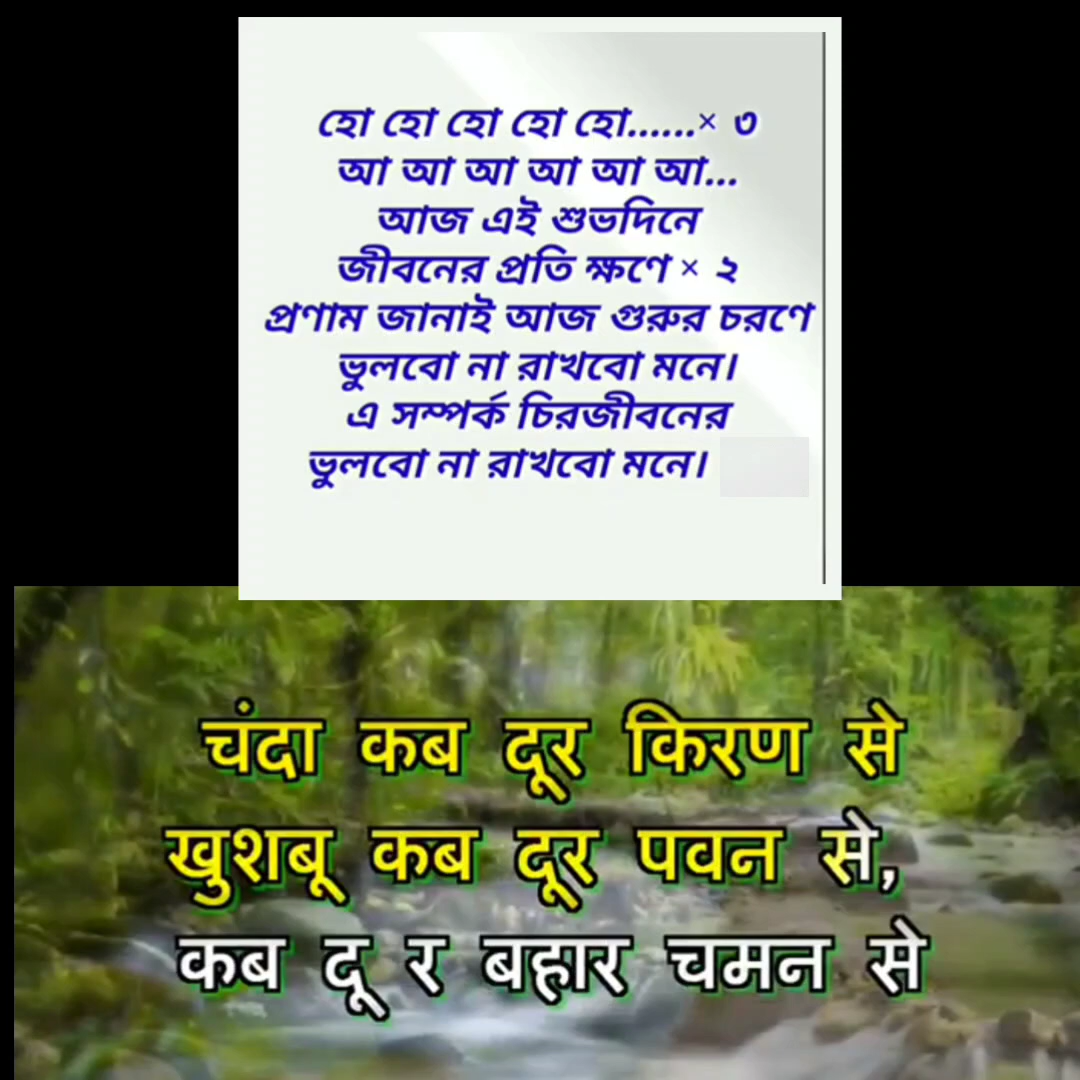 হো হো হো হো হো......× ৩
আ আ আ আ আ আ...
আজ এই শুভদিনে
জীবনের প্রতি ক্ষণে × ২
প্রণাম জানাই আজ গুরুর চরণে
ভুলবো না রাখবো মনে।
এ সম্পর্ক চিরজীবনের
ভুলবো না রাখবো মনে।
चंदा कब दूर किरण से
खुशबू कब दूर पवन से,
कब दू र बहार चमन से